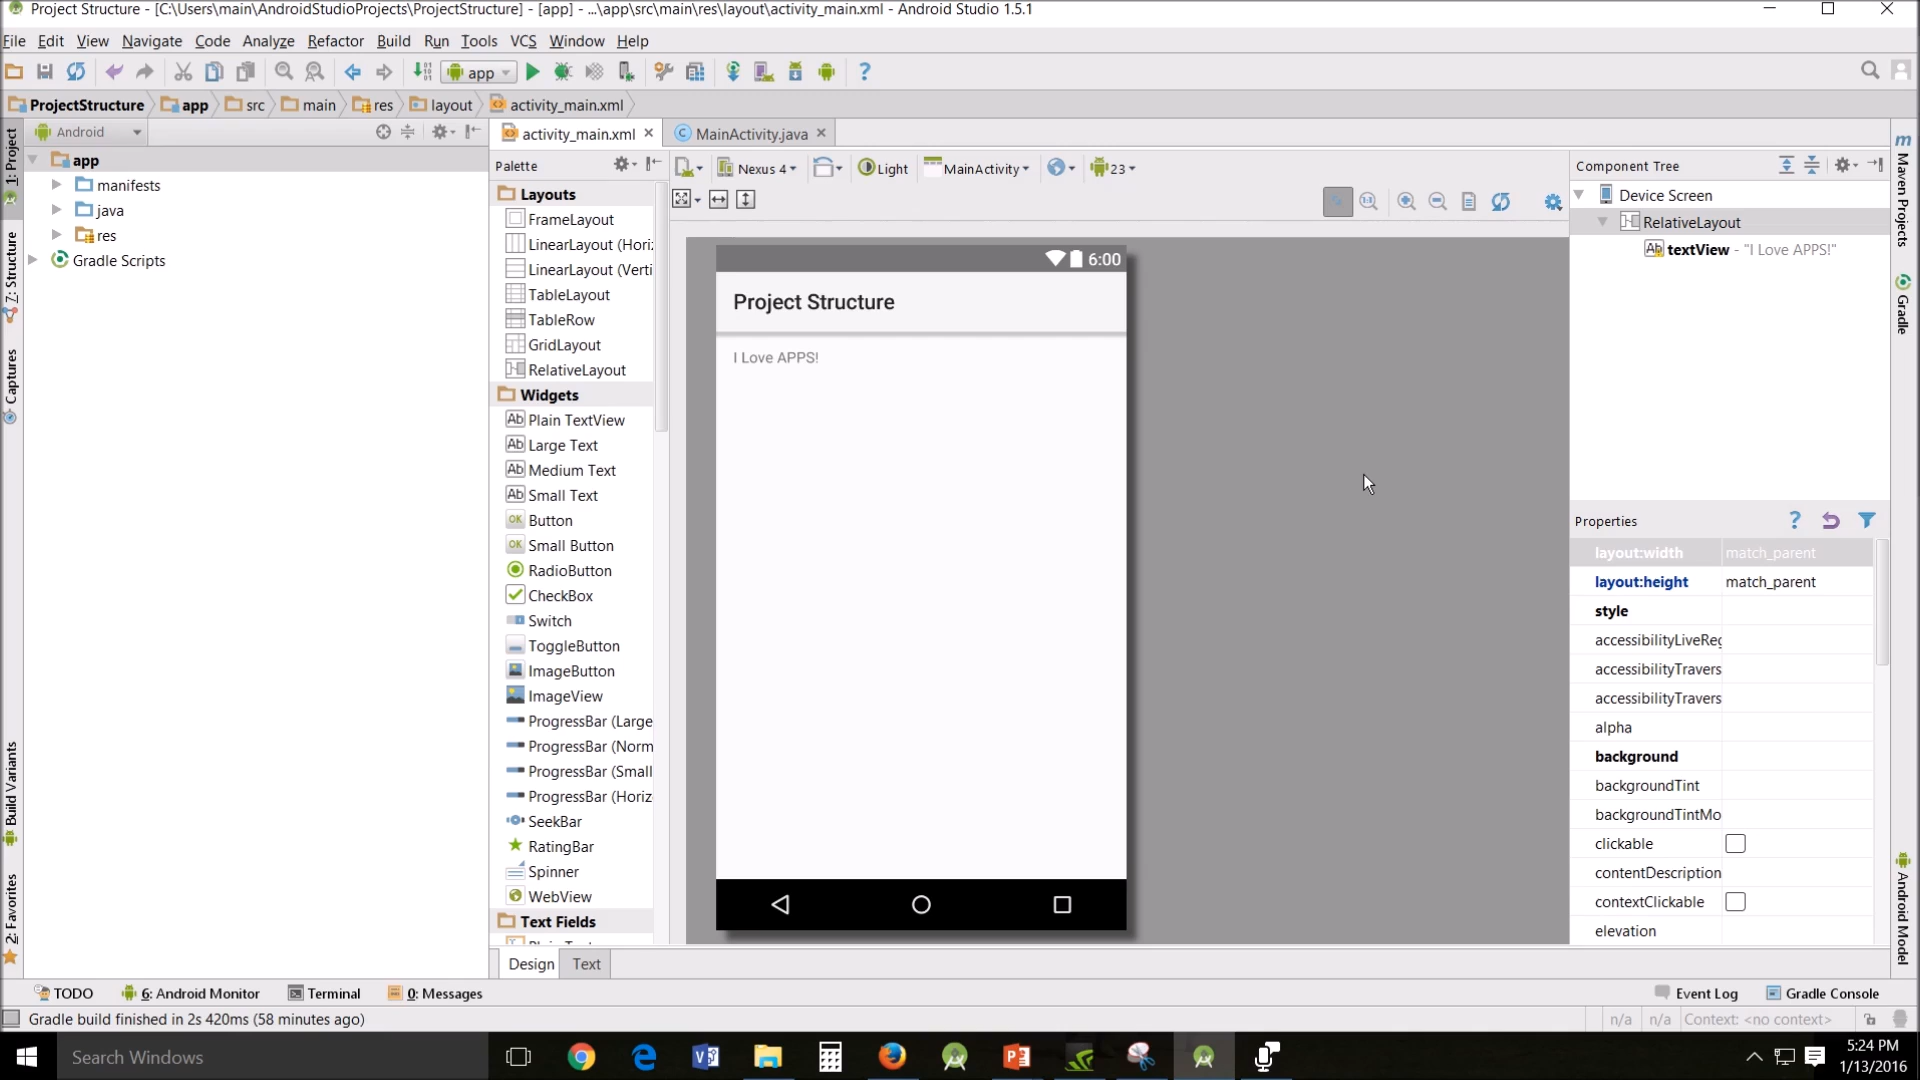 Project Structure - [C:\Users\main\AndroidStudioProjects\ProjectStructure] - [app] - ...\app\src\main\res\layout\activity_main.xml - Android Studio 1.5.1
File Edit View Navigate Code Analyze Refactor Build Run Tools VCS Window Help
app
ProjectStructure app src main res layout activity_main.xml
Android
activity_main.xml MainActivity.java
1: Project
7: Structure
Captures
Build Variants
2: Favorites
app
manifests
java
res
Gradle Scripts
Palette
Layouts
FrameLayout
LinearLayout (Hori:
LinearLayout (Verti
TableLayout
TableRow
GridLayout
RelativeLayout
Widgets
Plain TextView
Large Text
Medium Text
Small Text
Button
Small Button
RadioButton
CheckBox
Switch
ToggleButton
ImageButton
ImageView
ProgressBar (Large
ProgressBar (Norm
ProgressBar (Small
ProgressBar (Horiz
SeekBar
RatingBar
Spinner
WebView
Text Fields
Nexus 4 Light MainActivity 23
6:00
Project Structure
I Love APPS!
Design Text
Component Tree
Device Screen
RelativeLayout
textView - "I Love APPS!"
Properties
layout:width match_parent
layout:height match_parent
style
accessibilityLiveReg
accessibilityTravers
accessibilityTravers
alpha
background
backgroundTint
backgroundTintMo
clickable
contentDescription
contextClickable
elevation
Maven Projects
Gradle
Android Model
TODO 6: Android Monitor Terminal 0: Messages Event Log Gradle Console
Gradle build finished in 2s 420ms (58 minutes ago) n/a n/a Context: <no context>
Search Windows
5:24 PM
1/13/2016